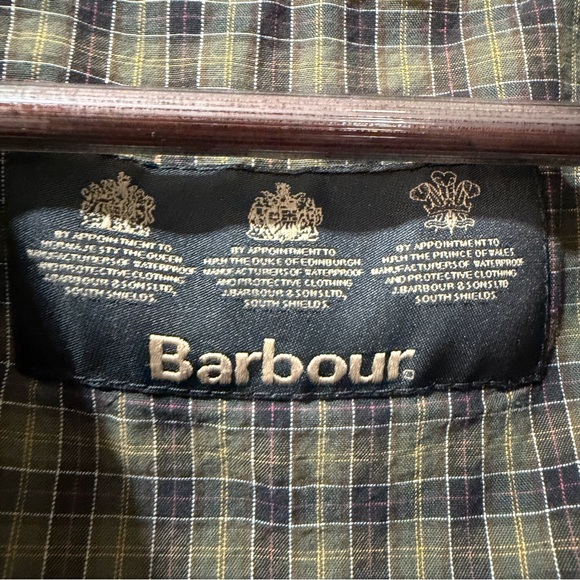 BY APPOINTMENT TO
HER MAJESTY THE QUEEN
MANUFACTURERS OF WATERPROOF
AND PROTECTIVE CLOTHING
J. BARBOUR & SONS LTD,
SOUTH SHIELDS.
BY APPOINTMENT TO
H.R.H. THE DUKE OF EDINBURGH.
MANUFACTURERS OF WATERPROOF
AND PROTECTIVE CLOTHING
J. BARBOUR & SONS LTD,
SOUTH SHIELDS.
BY APPOINTMENT TO
H.R.H. THE PRINCE OF WALES
MANUFACTURERS OF WATERPROOF
AND PROTECTIVE CLOTHING
J. BARBOUR & SONS LTD,
SOUTH SHIELDS.
Barbour